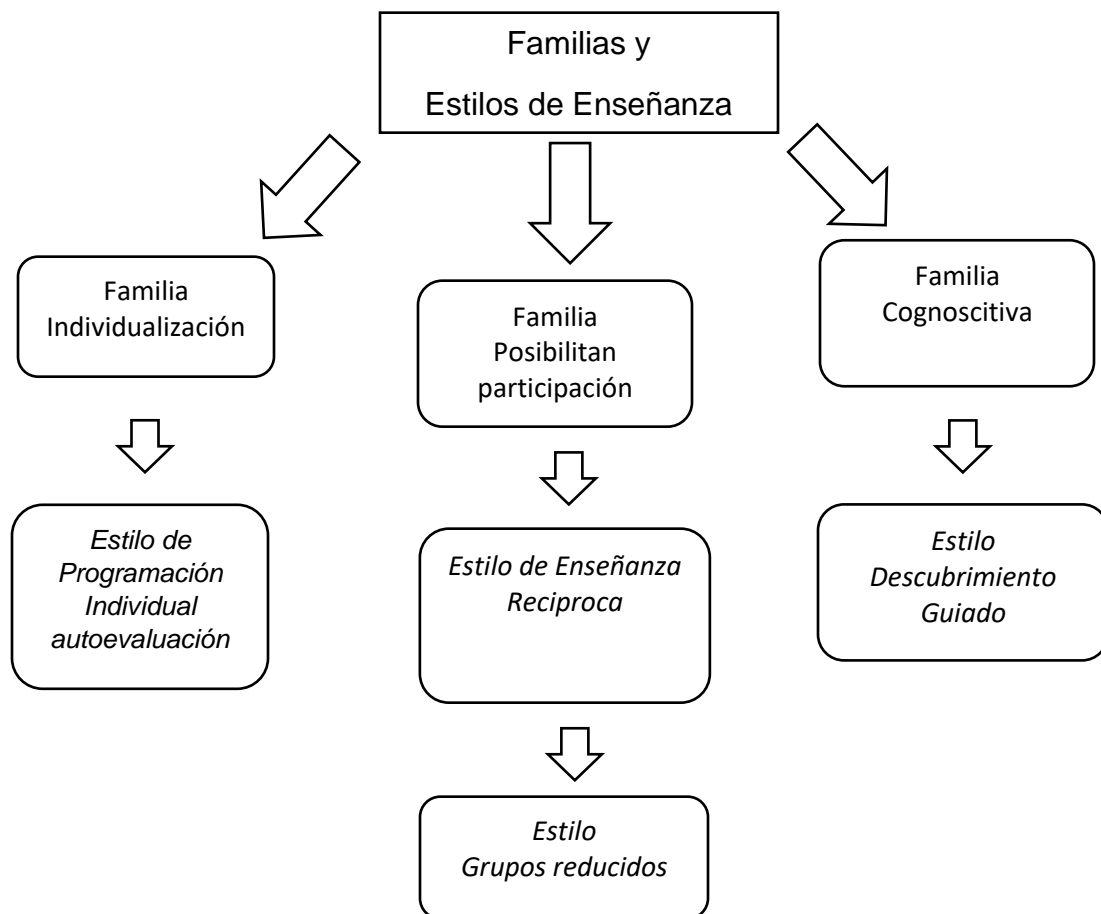 Familias y
Estilos de Enseñanza
Familia
Individualización
Familia
Posibilitan
participación
Familia
Cognoscitiva
Estilo de
Programación
Individual
autoevaluación
Estilo de Enseñanza
Reciproca
Estilo
Descubrimiento
Guiado
Estilo
Grupos reducidos